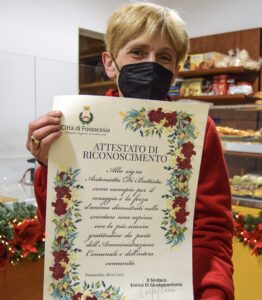 Città di Fossacesia
ATTESTATO DI
RICONOSCIMENTO
Alla sig.ra
Antonietta Di Battista,
come esempio per il
coraggio e la forza
d'animo dimostrati nello
sventare una rapina,
con la più sincera
gratitudine da parte
dell'Amministrazione
Comunale e dell'intera
comunità.
Fossacesia,
Il Sindaco
Enrico Di Giuseppantonio